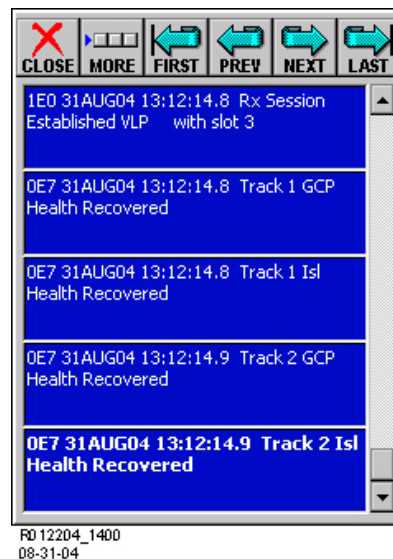 CLOSE MORE FIRST PREV NEXT LAST
1E0 31AUG04 13:12:14.8 Rx Session
Established VLP with slot 3
0E7 31AUG04 13:12:14.8 Track 1 GCP
Health Recovered
0E7 31AUG04 13:12:14.8 Track 1 Isl
Health Recovered
0E7 31AUG04 13:12:14.9 Track 2 GCP
Health Recovered
0E7 31AUG04 13:12:14.9 Track 2 Isl
Health Recovered
R012204_1400
08-31-04